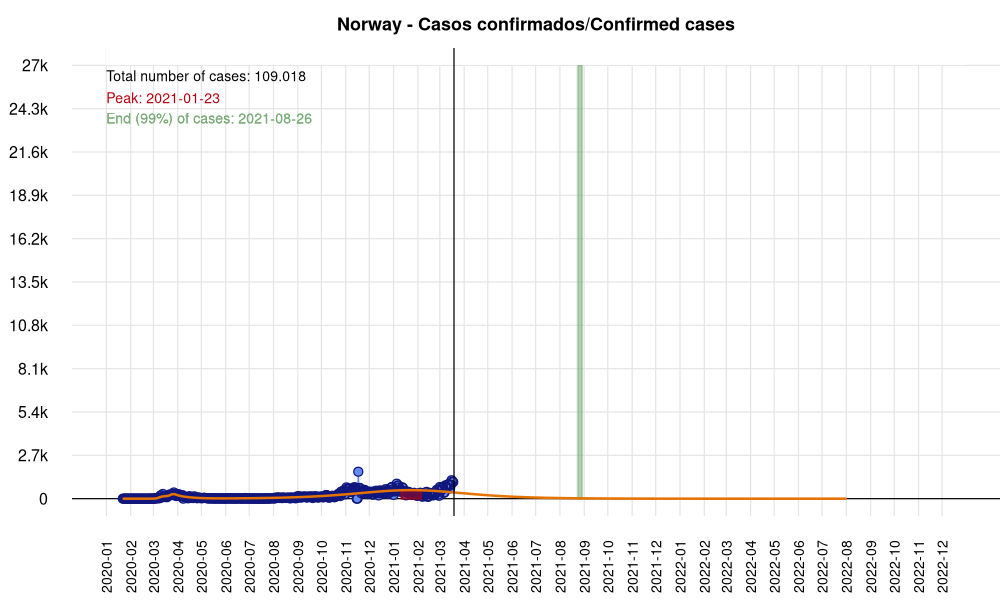 Norway - Casos confirmados/Confirmed cases
Total number of cases: 109.018
Peak: 2021-01-23
End (99%) of cases: 2021-08-26
27k
24.3k
21.6k
18.9k
16.2k
13.5k
10.8k
8.1k
5.4k
2.7k
0
2020-01
2020-02
2020-03
2020-04
2020-05
2020-06
2020-07
2020-08
2020-09
2020-10
2020-11
2020-12
2021-01
2021-02
2021-03
2021-04
2021-05
2021-06
2021-07
2021-08
2021-09
2021-10
2021-11
2021-12
2022-01
2022-02
2022-03
2022-04
2022-05
2022-06
2022-07
2022-08
2022-09
2022-10
2022-11
2022-12